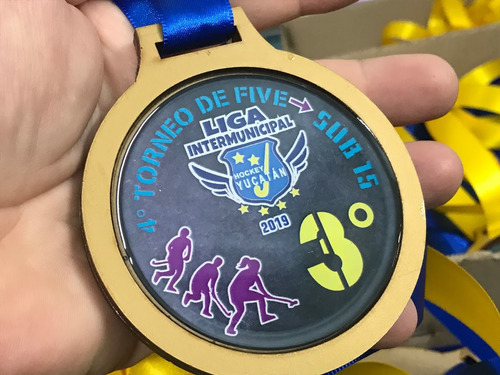 4° TORNEO DE FIVE → SUB 15
LIGA
INTERMUNICIPAL
HOCKEY
YUCATÁN
2019
3°